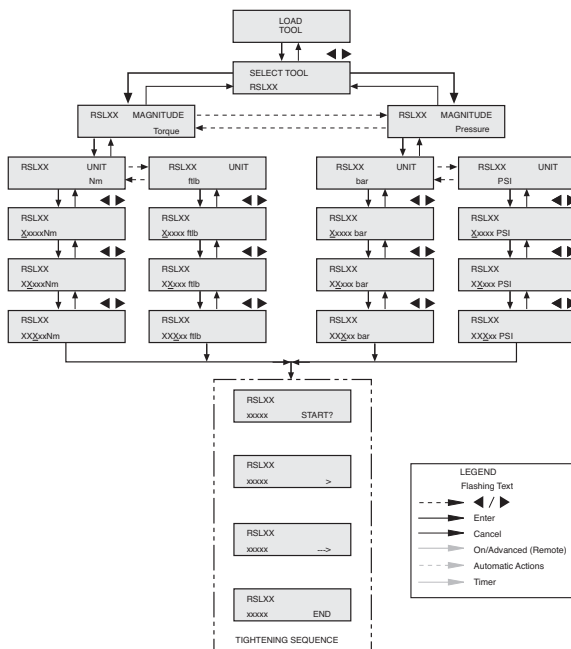 LOAD
TOOL
SELECT TOOL
RSLXX
RSLXX MAGNITUDE
Torque
RSLXX MAGNITUDE
Pressure
RSLXX UNIT
Nm
RSLXX UNIT
ftlb
RSLXX UNIT
bar
RSLXX UNIT
PSI
RSLXX
XxxxxNm
RSLXX
Xxxxx ftlb
RSLXX
Xxxxx bar
RSLXX
Xxxxx PSI
RSLXX
XXxxxNm
RSLXX
XXxxx ftlb
RSLXX
XXxxx bar
RSLXX
XXxxx PSI
RSLXX
XXXxxNm
RSLXX
XXXxx ftlb
RSLXX
XXXxx bar
RSLXX
XXXxx PSI
RSLXX
xxxxx START?
RSLXX
xxxxx >
RSLXX
xxxxx --->
RSLXX
xxxxx END
TIGHTENING SEQUENCE
LEGEND
Flashing Text
◀ / ▶
Enter
Cancel
On/Advanced (Remote)
Automatic Actions
Timer